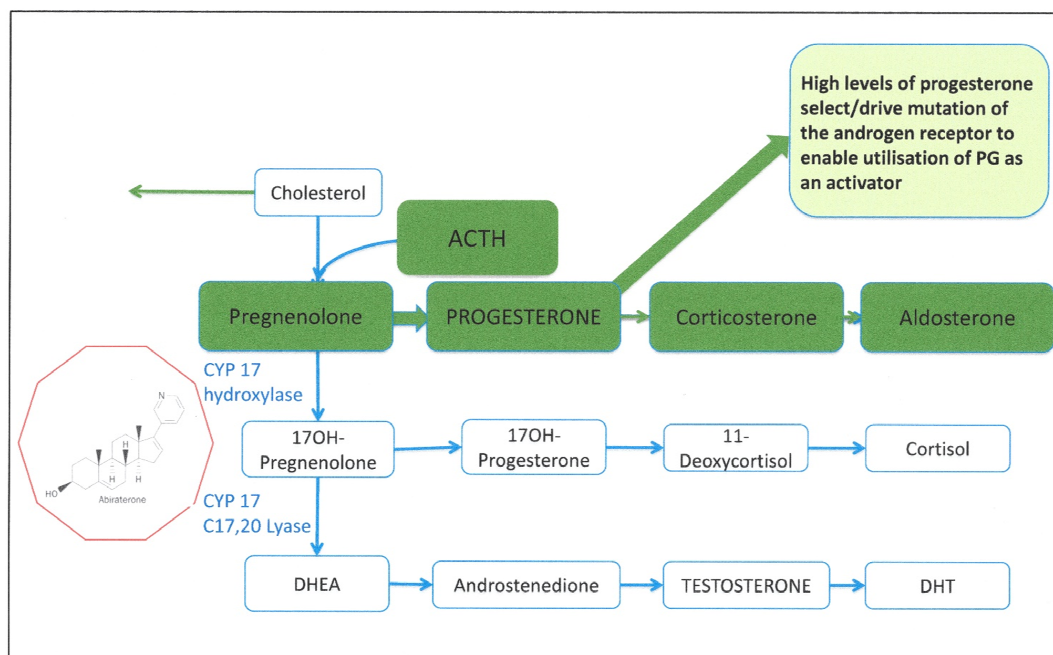 High levels of progesterone
select/drive mutation of
the androgen receptor to
enable utilisation of PG as
an activator
Cholesterol
ACTH
Pregnenolone
PROGESTERONE
Corticosterone
Aldosterone
CYP 17
hydroxylase
N
H
H
H
H
HO
Abiraterone
17OH-
Pregnenolone
17OH-
Progesterone
11-
Deoxycortisol
Cortisol
CYP 17
C17,20 Lyase
DHEA
Androstenedione
TESTOSTERONE
DHT